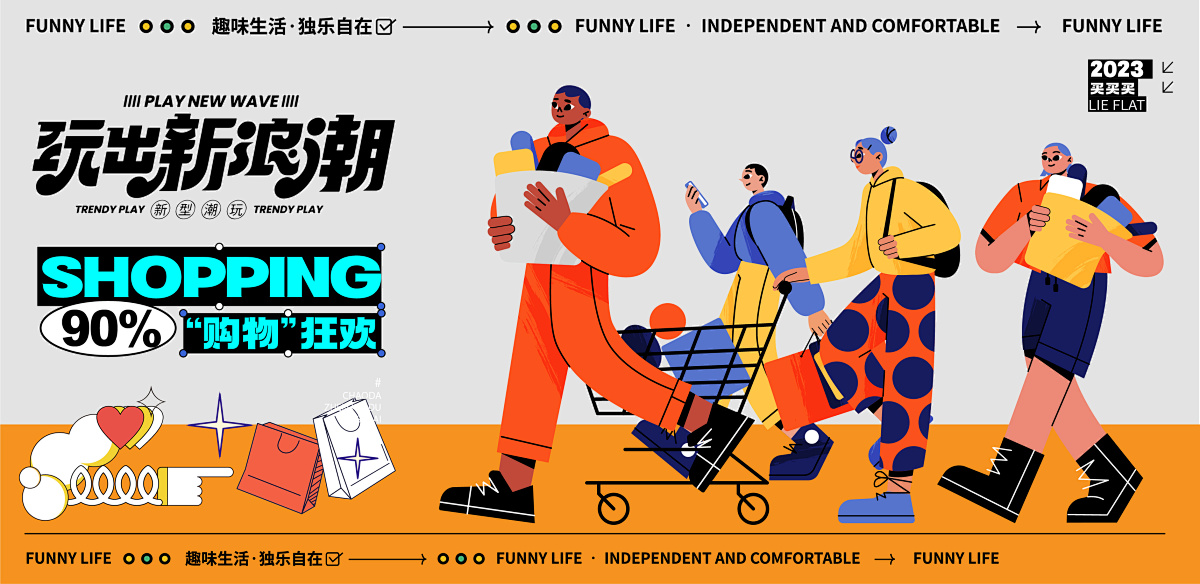 FUNNY LIFE 趣味生活·独乐自在 FUNNY LIFE · INDEPENDENT AND COMFORTABLE → FUNNY LIFE
2023
买买买
LIE FLAT
PLAY NEW WAVE
玩出新浪潮
TRENDY PLAY 新型潮玩 TRENDY PLAY
SHOPPING
90% “购物”狂欢
#
FUNNY LIFE 趣味生活·独乐自在 FUNNY LIFE · INDEPENDENT AND COMFORTABLE → FUNNY LIFE